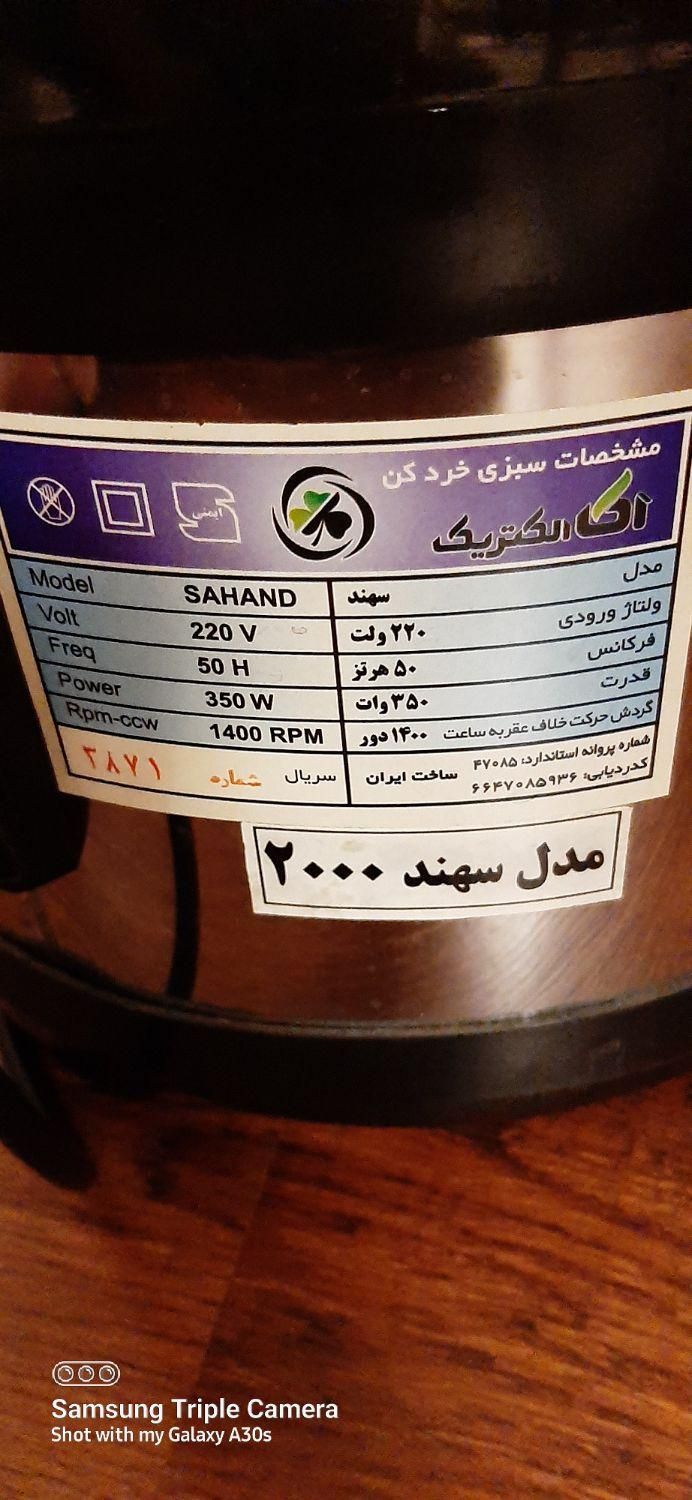 مشخصات سبزی خرد کن
اکا الکتریک
ایمنی
مدل سهند SAHAND Model
ولتاژ ورودی ۲۲۰ ولت 220 V Volt
فرکانس ۵۰ هرتز 50 H Freq
قدرت ۳۵۰ وات 350 W Power
گردش حرکت خلاف عقربه ساعت ۱۴۰۰ دور 1400 RPM Rpm-ccw
شماره پروانه استاندارد: ۴۷۰۸۵
کدردیابی: ۶۶۴۷۰۸۵۹۳۶
ساخت ایران
سریال شماره ۳۸۷۱
مدل سهند ۲۰۰۰
Samsung Triple Camera
Shot with my Galaxy A30s